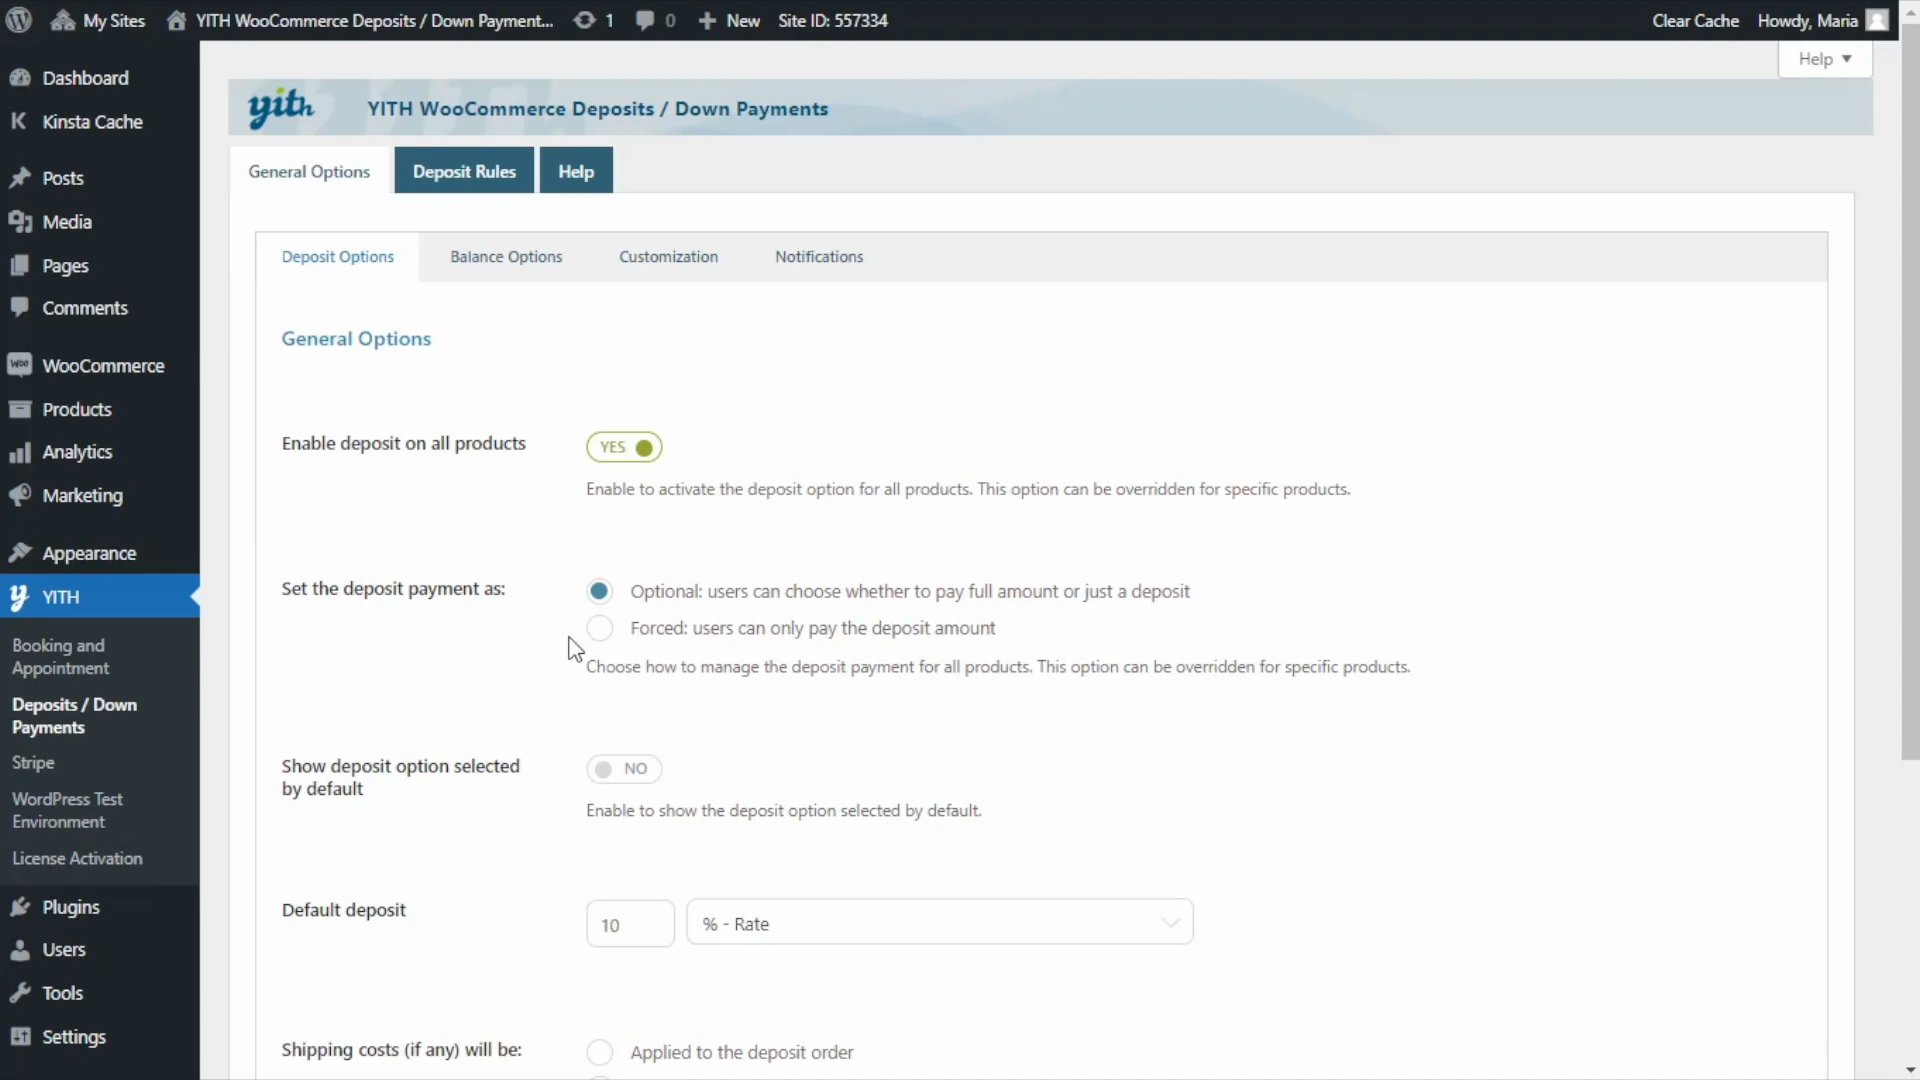 My Sites
YITH WooCommerce Deposits / Down Payment...
1
0
New
Site ID: 557334
Clear Cache
Howdy, Maria
Help
Dashboard
Kinsta Cache
Posts
Media
Pages
Comments
WooCommerce
Products
Analytics
Marketing
Appearance
YITH
Booking and
Appointment
Deposits / Down
Payments
Stripe
WordPress Test
Environment
License Activation
Plugins
Users
Tools
Settings
yith
YITH WooCommerce Deposits / Down Payments
General Options
Deposit Rules
Help
Deposit Options
Balance Options
Customization
Notifications
General Options
Enable deposit on all products
YES
Enable to activate the deposit option for all products. This option can be overridden for specific products.
Set the deposit payment as:
Optional: users can choose whether to pay full amount or just a deposit
Forced: users can only pay the deposit amount
Choose how to manage the deposit payment for all products. This option can be overridden for specific products.
Show deposit option selected
by default
NO
Enable to show the deposit option selected by default.
Default deposit
10
% - Rate
Shipping costs (if any) will be:
Applied to the deposit order